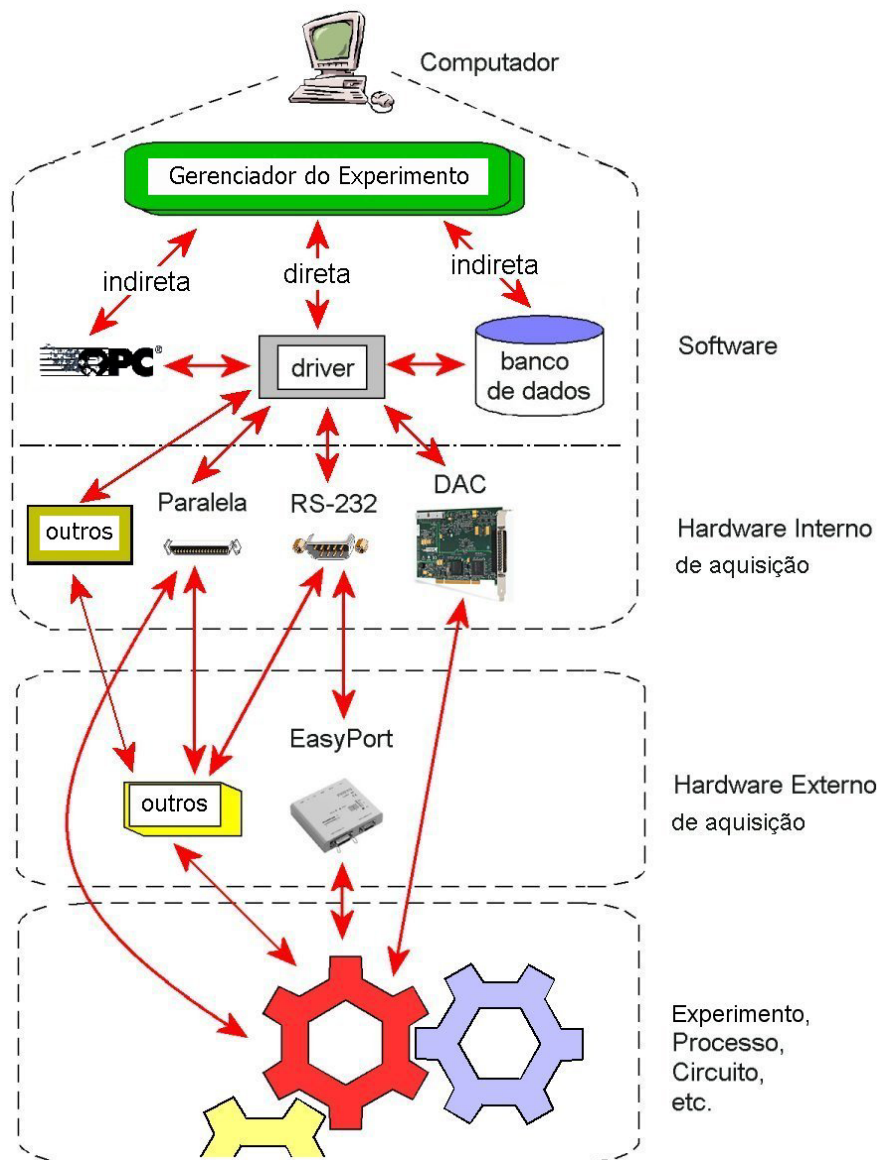 Computador
Gerenciador do Experimento
indireta
direta
indireta
OPC®
driver
banco
de dados
Software
outros
Paralela
RS-232
DAC
Hardware Interno
de aquisição
EasyPort
outros
Hardware Externo
de aquisição
Experimento,
Processo,
Circuito,
etc.